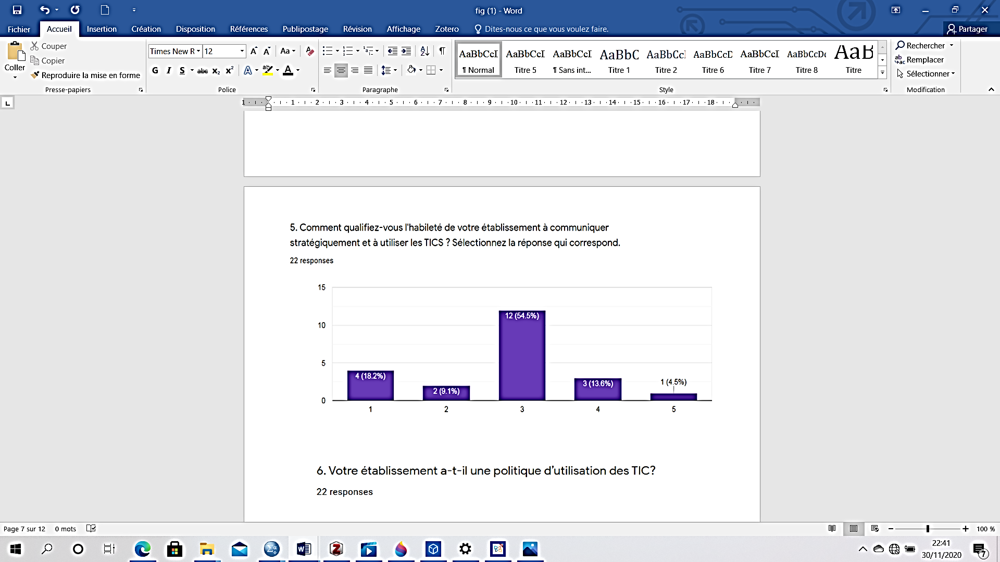 fig (1) - Word
Fichier Accueil Insertion Création Disposition Références Publipostage Révision Affichage Zotero Dites-nous ce que vous voulez faire. Partager
Coller
Couper
Copier
Reproduire la mise en forme
Presse-papiers
Times New R 12
G I S abc x₂ x²
Police
Paragraphe
AaBbCcI AaBbCcI AaBbCcI AaBbC AaBbCcI AaBbCcD AaBbCcI AaBbCcDc AaB
¶ Normal Titre 5 ¶ Sans int... Titre 1 Titre 2 Titre 6 Titre 7 Titre 8 Titre
Style
Rechercher
Remplacer
Sélectionner
Modification
1 1 2 3 4 5 6 7 8 9 10 11 12 13 14 15 16 17 18
5. Comment qualifiez-vous l'habileté de votre établissement à communiquer
stratégiquement et à utiliser les TICS ? Sélectionnez la réponse qui correspond.
22 responses
15
10
5
0
4 (18.2%) 2 (9.1%) 12 (54.5%) 3 (13.6%) 1 (4.5%)
1 2 3 4 5
6. Votre établissement a-t-il une politique d’utilisation des TIC?
22 responses
Page 7 sur 12 0 mots 100 %
22:41
30/11/2020
7